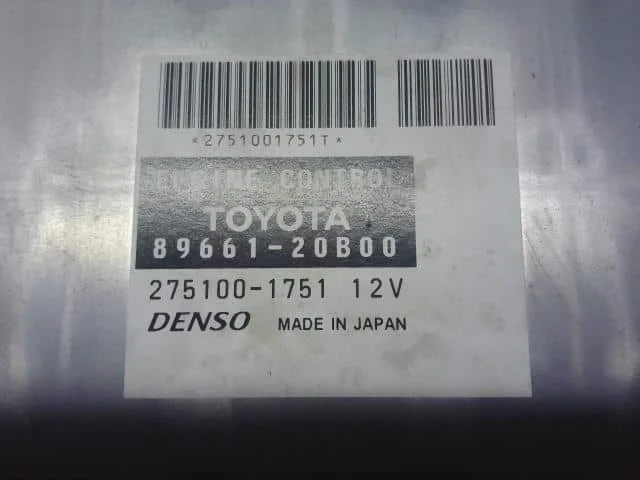 *2751001751T*
ENGINE CONTROL
TOYOTA
89661-20B00
275100-1751 12V
DENSO MADE IN JAPAN